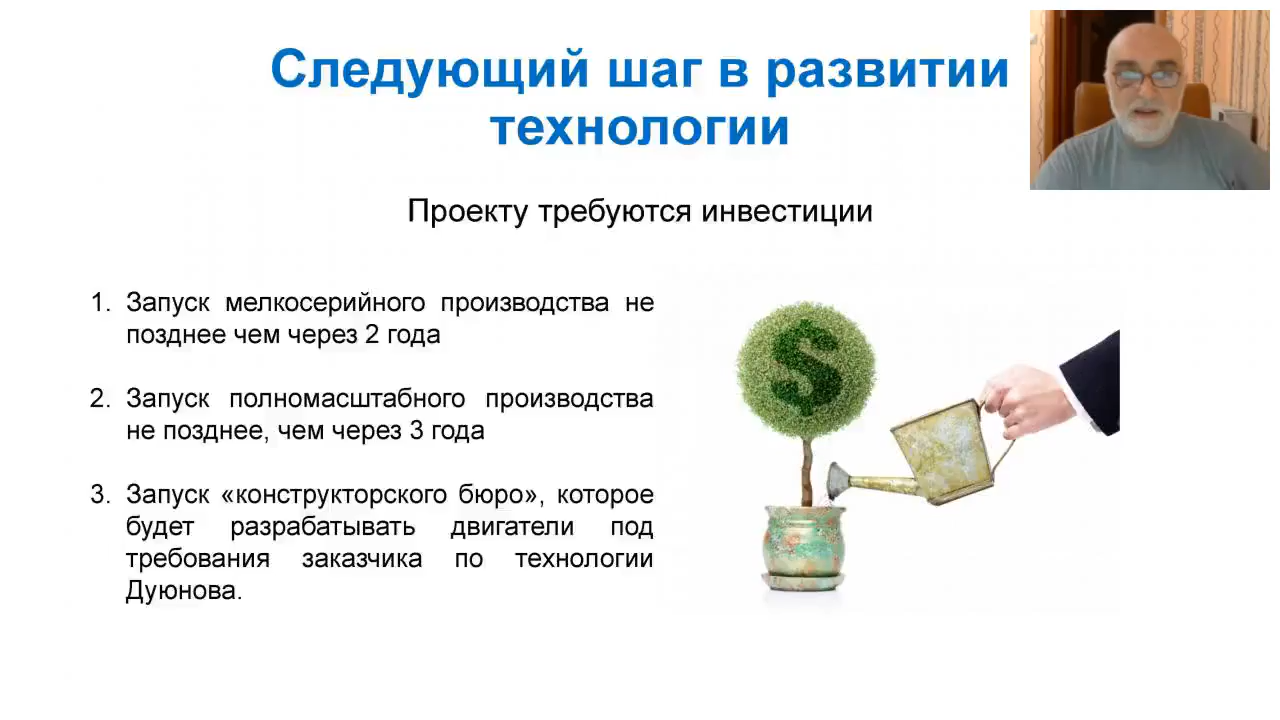 Следующий шаг в развитии
технологии
Проекту требуются инвестиции
1. Запуск мелкосерийного производства не
позднее чем через 2 года
2. Запуск полномасштабного производства
не позднее, чем через 3 года
3. Запуск «конструкторского бюро», которое
будет разрабатывать двигатели под
требования заказчика по технологии
Дуюнова.
$